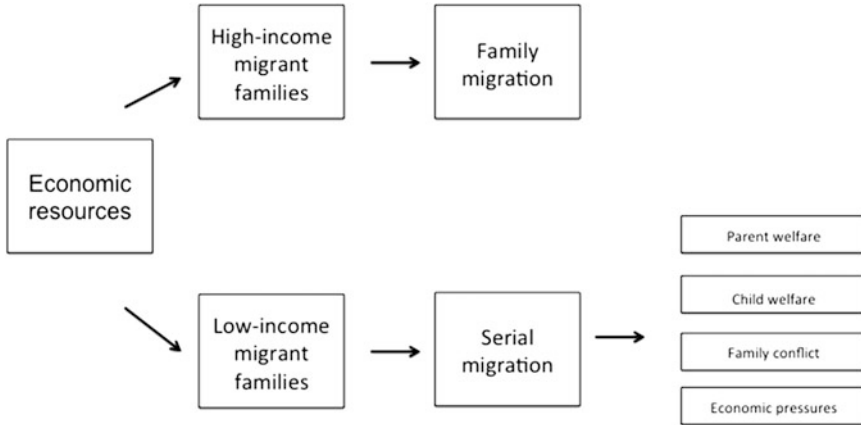 High-income
migrant
families
Family
migration
Economic
resources
Low-income
migrant
families
Serial
migration
Parent welfare
Child welfare
Family conflict
Economic pressures